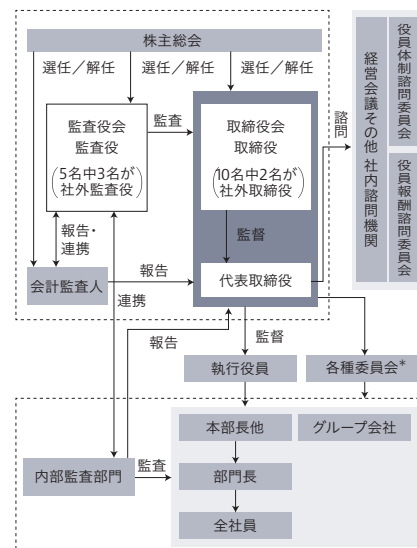 株主総会
選任／解任
選任／解任
選任／解任
監査役会
監査役
(5名中3名が
社外監査役)
監査
取締役会
取締役
(10名中2名が
社外取締役)
諮問
経営会議その他 社内諮問機関
役員体制諮問委員会
役員報酬諮問委員会
報告・
連携
監督
会計監査人
報告
代表取締役
連携
報告
監督
執行役員
各種委員会*
本部長他
グループ会社
内部監査部門
監査
部門長
全社員